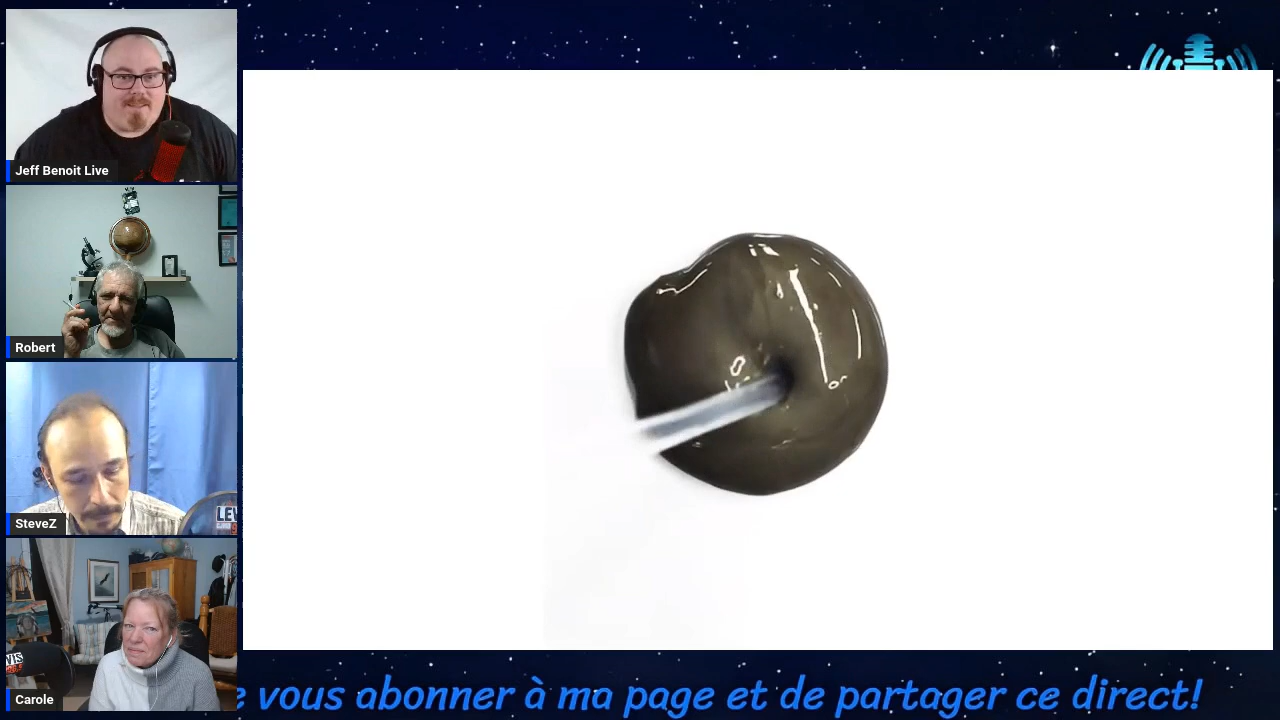 Jeff Benoit Live
Robert
SteveZ
Carole
e vous abonner à ma page et de partager ce direct!